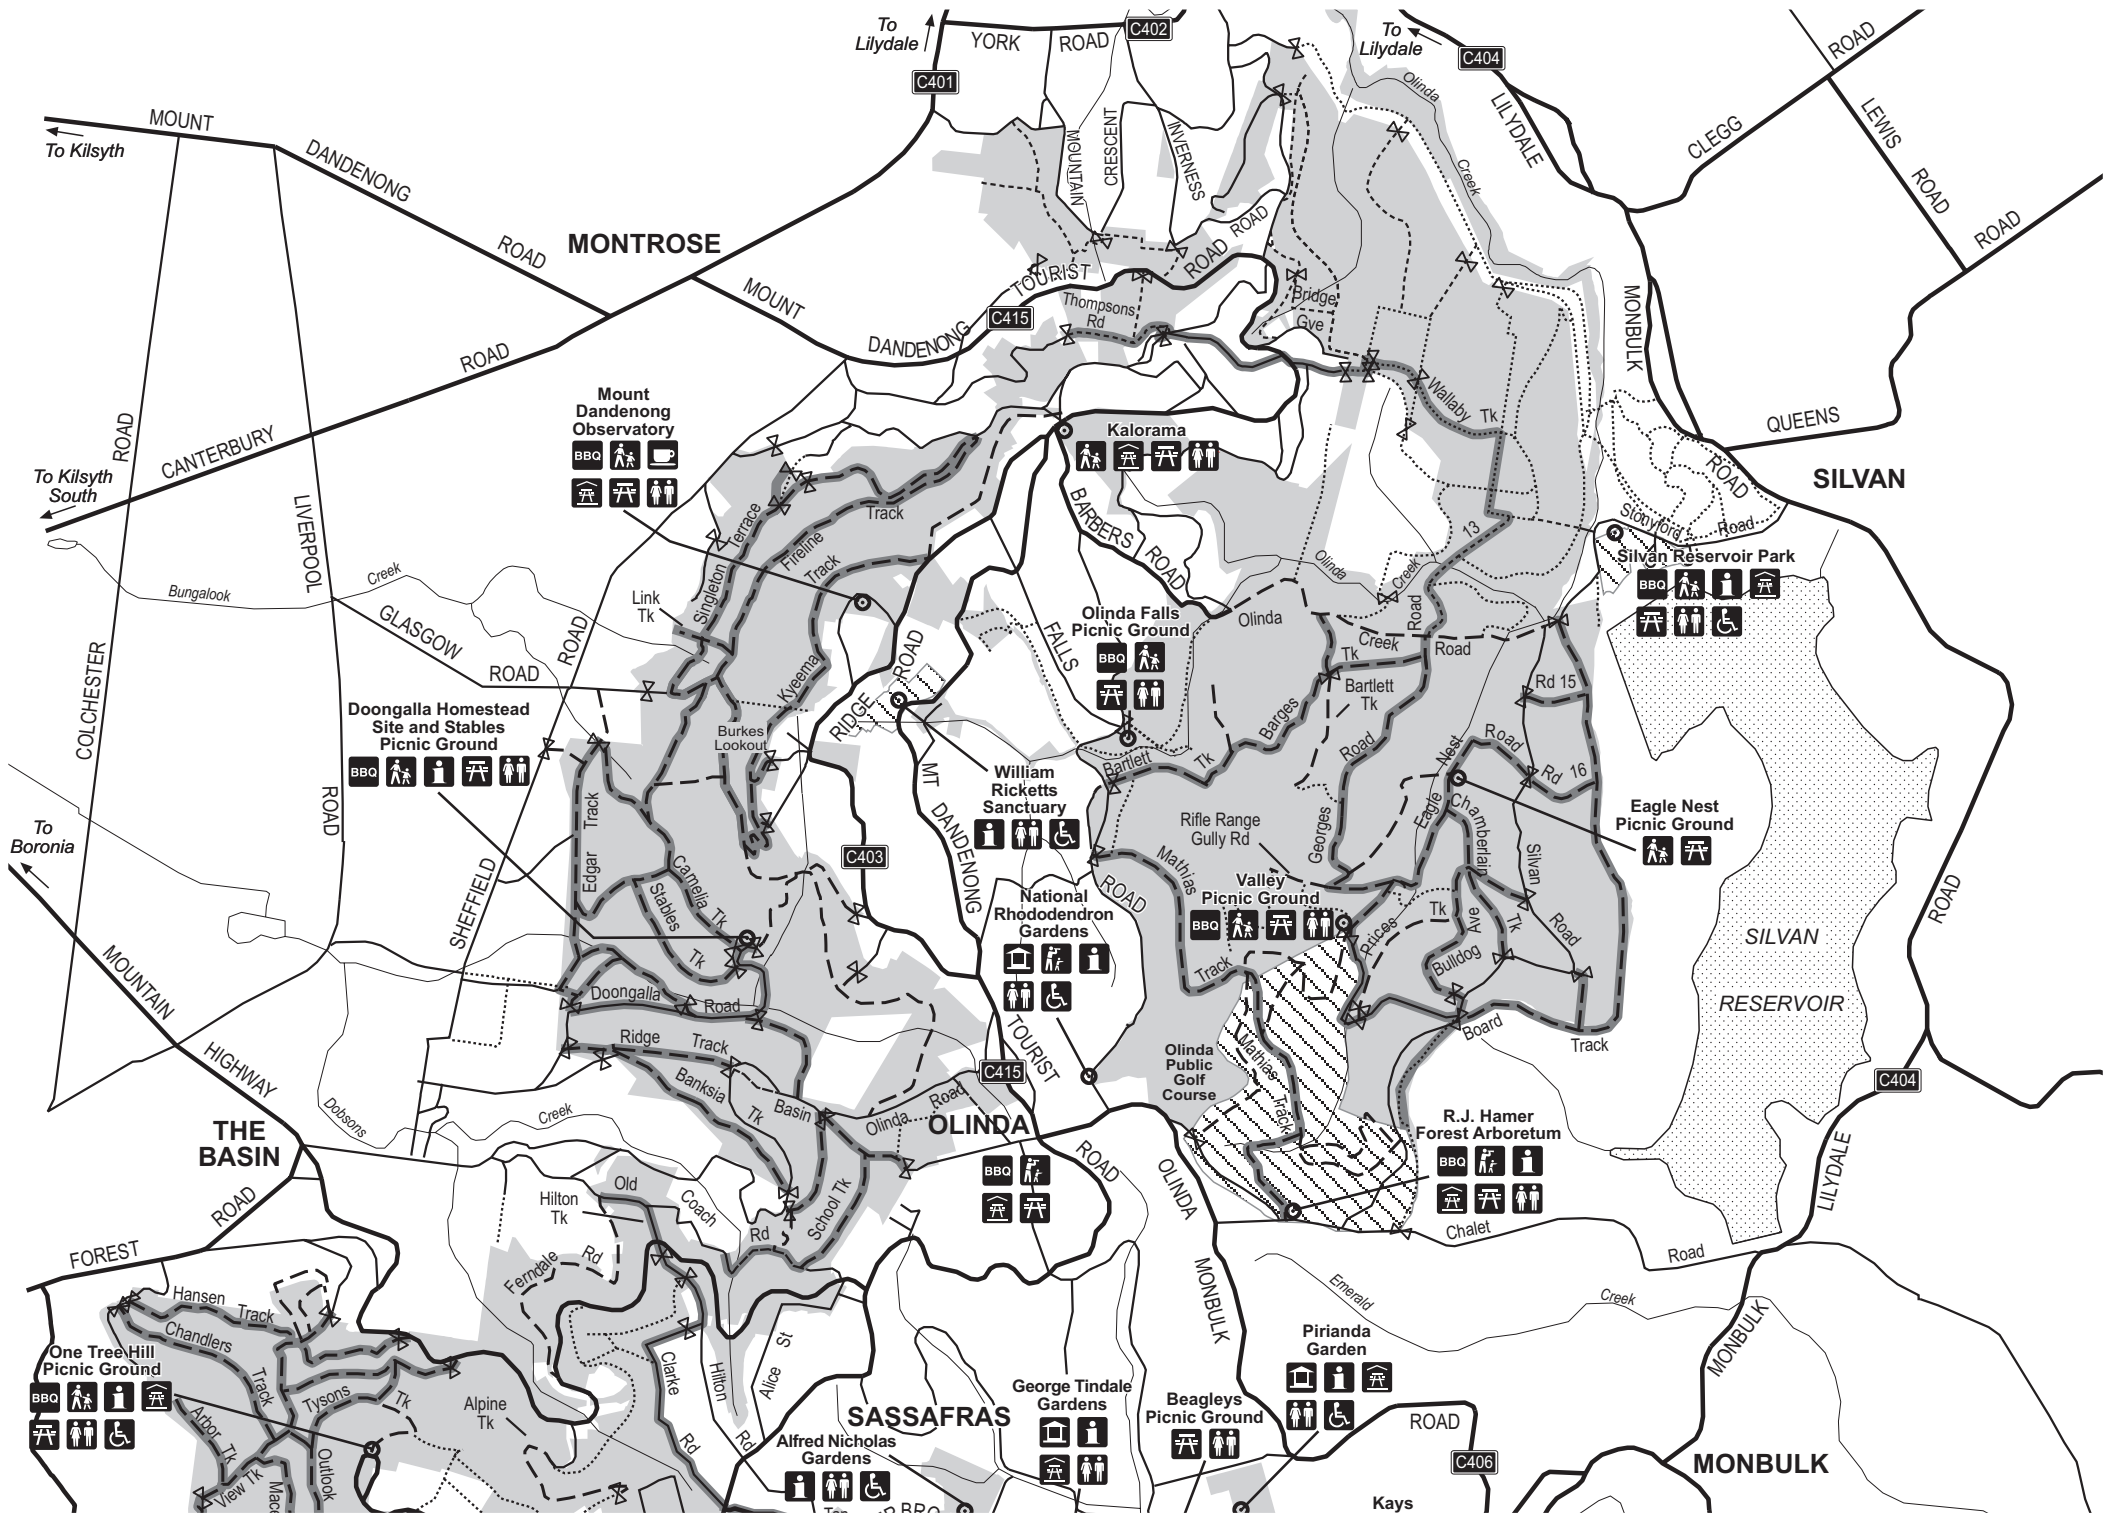 To
Lilydale
YORK
ROAD
C402
C401
To
Lilydale
C404
Olinda
Creek
LILYDALE
CLEGG
ROAD
LEWIS
ROAD
ROAD
MOUNT
To Kilsyth
DANDENONG
ROAD
MONTROSE
MOUNTAIN
CRESCENT
INVERNESS
ROAD
ROAD
TOURIST
MOUNT
DANDENONG
C415
Thompsons
Rd
Bridge
Gve
MONBULK
QUEENS
ROAD
SILVAN
Wallaby
Tk
ROAD
CANTERBURY
ROAD
To Kilsyth
South
Mount
Dandenong
Observatory
BBQ
Kalorama
BARBERS
ROAD
LIVERPOOL
ROAD
COLCHESTER
Bungalook
Creek
GLASGOW
ROAD
ROAD
SHEFFIELD
Terrace
Singleton
Link
Tk
Fireline
Track
Track
Kyeema
Burkes
Lookout
RIDGE
ROAD
FALLS
Olinda Falls
Picnic Ground
BBQ
Olinda
Creek
13
Olinda
Creek
Road
Road
Tk
Bartlett
Tk
Stonyford
Road
Silvan Reservoir Park
BBQ
Rd 15
Doongalla Homestead
Site and Stables
Picnic Ground
BBQ
Edgar
Track
Camelia
Tk
Stables
Tk
William
Ricketts
Sanctuary
MT
DANDENONG
TOURIST
ROAD
C403
Bartlett
Tk
Barges
Georges
Road
Rifle Range
Gully Rd
Eagle
Nest
Road
Rd 16
Chamberlain
Eagle Nest
Picnic Ground
Silvan
Road
Mathias
Track
Valley
Picnic Ground
BBQ
Prices
Tk
Ave
Tk
Bulldog
Board
Track
SILVAN
RESERVOIR
ROAD
To
Boronia
MOUNTAIN
HIGHWAY
Doongalla
Road
Ridge
Track
Banksia
Tk
Basin
Olinda
Road
National
Rhododendron
Gardens
C415
OLINDA
BBQ
Olinda
Public
Golf
Course
Mathias
Track
R.J. Hamer
Forest Arboretum
BBQ
C404
LILYDALE
Chalet
Road
Dobsons
Creek
THE
BASIN
ROAD
FOREST
Hilton
Tk
Old
Coach
Rd
School Tk
Ferndale
Rd
ROAD
OLINDA
MONBULK
Emerald
Creek
MONBULK
Hansen
Track
Chandlers
Track
One Tree Hill
Picnic Ground
BBQ
Tysons
Tk
Arbor
Tk
View Tk
Outlook
Alpine
Tk
Clarke
Rd
Hilton
Rd
Alice
St
SASSAFRAS
Alfred Nicholas
Gardens
George Tindale
Gardens
Beagleys
Picnic Ground
Pirianda
Garden
ROAD
C406
MONBULK
Kays